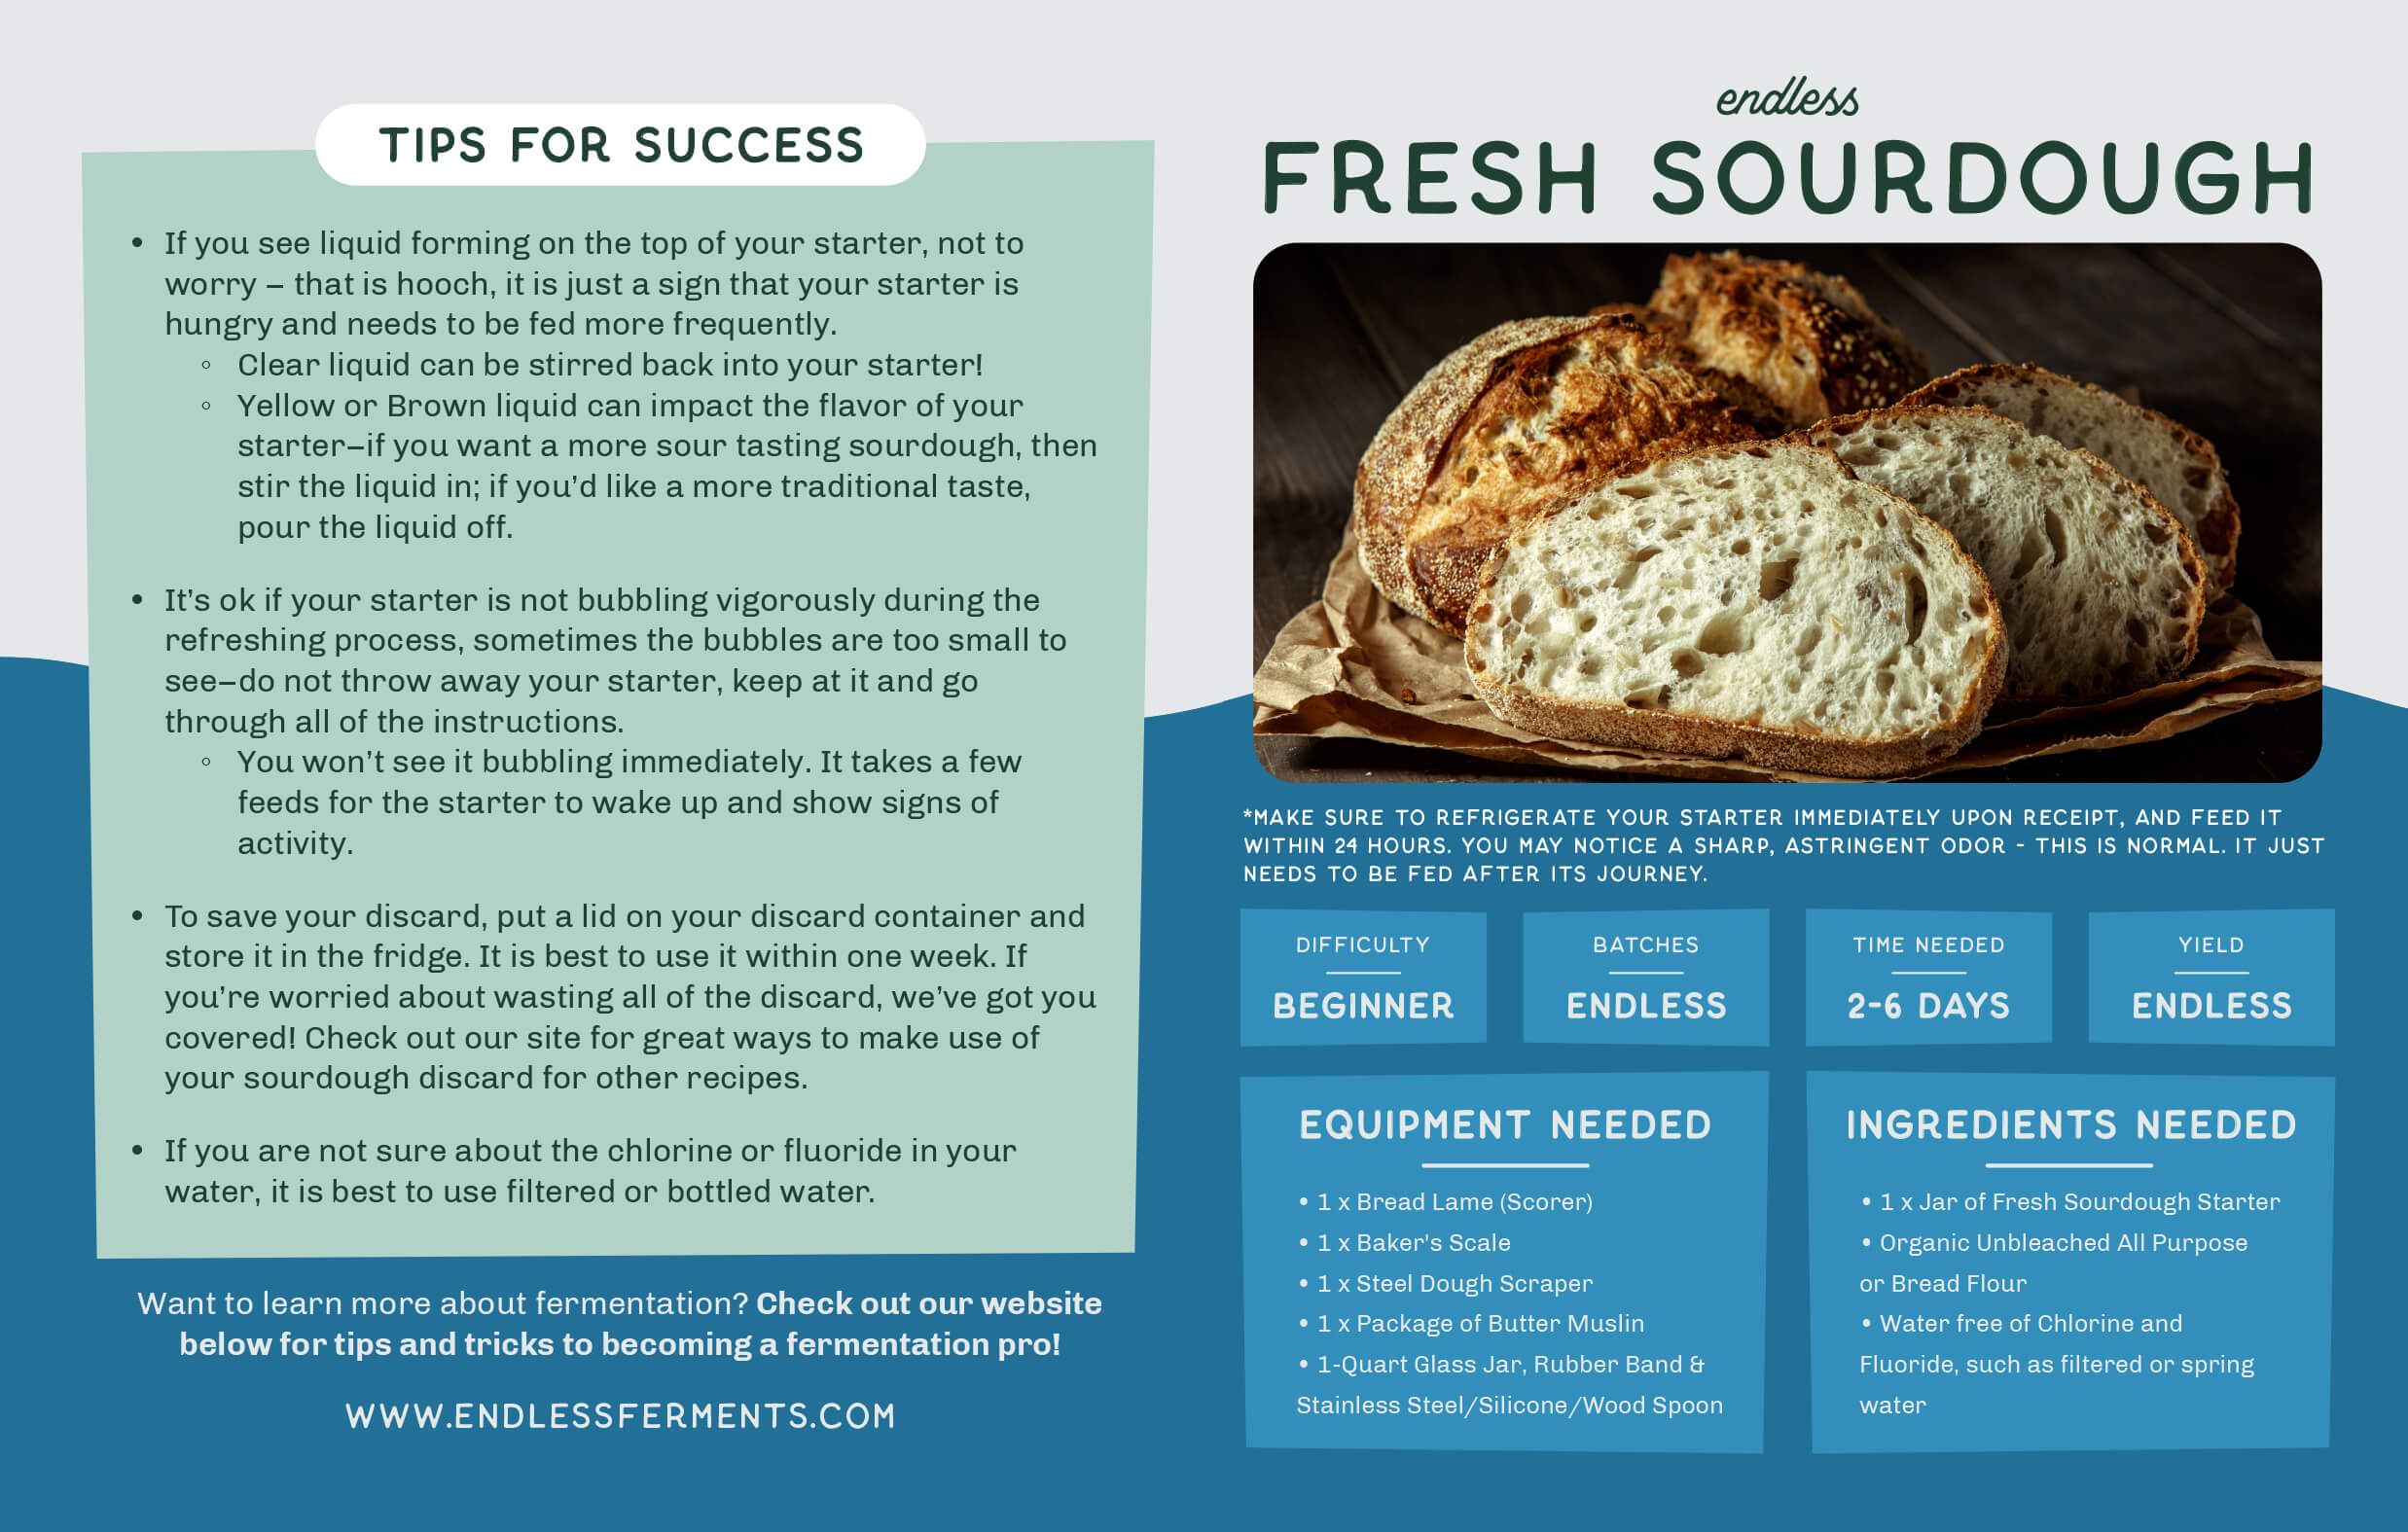 TIPS FOR SUCCESS
• If you see liquid forming on the top of your starter, not to
worry – that is hooch, it is just a sign that your starter is
hungry and needs to be fed more frequently.
◦ Clear liquid can be stirred back into your starter!
◦ Yellow or Brown liquid can impact the flavor of your
starter–if you want a more sour tasting sourdough, then
stir the liquid in; if you’d like a more traditional taste,
pour the liquid off.
• It’s ok if your starter is not bubbling vigorously during the
refreshing process, sometimes the bubbles are too small to
see–do not throw away your starter, keep at it and go
through all of the instructions.
◦ You won’t see it bubbling immediately. It takes a few
feeds for the starter to wake up and show signs of
activity.
• To save your discard, put a lid on your discard container and
store it in the fridge. It is best to use it within one week. If
you’re worried about wasting all of the discard, we’ve got you
covered! Check out our site for great ways to make use of
your sourdough discard for other recipes.
• If you are not sure about the chlorine or fluoride in your
water, it is best to use filtered or bottled water.
Want to learn more about fermentation? Check out our website
below for tips and tricks to becoming a fermentation pro!
WWW.ENDLESSFERMENTS.COM
endless
FRESH SOURDOUGH
*MAKE SURE TO REFRIGERATE YOUR STARTER IMMEDIATELY UPON RECEIPT, AND FEED IT
WITHIN 24 HOURS. YOU MAY NOTICE A SHARP, ASTRINGENT ODOR - THIS IS NORMAL. IT JUST
NEEDS TO BE FED AFTER ITS JOURNEY.
DIFFICULTY
BEGINNER
BATCHES
ENDLESS
TIME NEEDED
2-6 DAYS
YIELD
ENDLESS
EQUIPMENT NEEDED
• 1 x Bread Lame (Scorer)
• 1 x Baker's Scale
• 1 x Steel Dough Scraper
• 1 x Package of Butter Muslin
• 1-Quart Glass Jar, Rubber Band &
Stainless Steel/Silicone/Wood Spoon
INGREDIENTS NEEDED
• 1 x Jar of Fresh Sourdough Starter
• Organic Unbleached All Purpose
or Bread Flour
• Water free of Chlorine and
Fluoride, such as filtered or spring
water